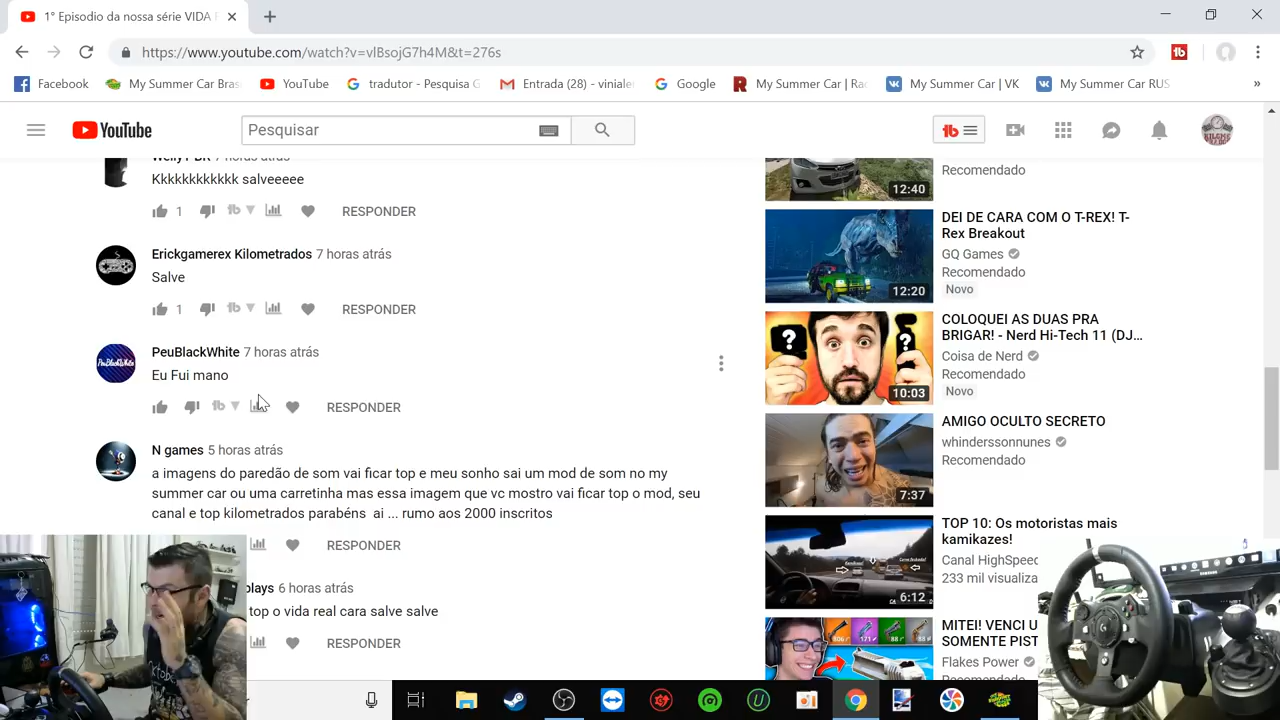 1° Episodio da nossa série VIDA
https://www.youtube.com/watch?v=vlBsojG7h4M&t=276s
Facebook
My Summer Car Bras
YouTube
tradutor - Pesquisa G
Entrada (28) - vinialer
Google
My Summer Car | Rac
My Summer Car | VK
My Summer Car RUS
»
YouTube
Pesquisar
7 horas atrás
Kkkkkkkkkkk salveeeee
1
RESPONDER
Erickgamerex Kilometrados 7 horas atrás
Salve
1
RESPONDER
PeuBlackWhite 7 horas atrás
Eu Fui mano
RESPONDER
N games 5 horas atrás
a imagens do paredão de som vai ficar top e meu sonho sai um mod de som no my
summer car ou uma carretinha mas essa imagem que vc mostro vai ficar top o mod, seu
canal e top kilometrados parabéns ai ... rumo aos 2000 inscritos
RESPONDER
plays 6 horas atrás
top o vida real cara salve salve
RESPONDER
12:40
Recomendado
12:20
DEI DE CARA COM O T-REX! T-
Rex Breakout
GQ Games
Recomendado
Novo
10:03
COLOQUEI AS DUAS PRA
BRIGAR! - Nerd Hi-Tech 11 (DJ...
Coisa de Nerd
Recomendado
Novo
7:37
AMIGO OCULTO SECRETO
whinderssonnunes
Recomendado
6:12
TOP 10: Os motoristas mais
kamikazes!
Canal HighSpeed
233 mil visualiza
MITEI! VENCI U
SOMENTE PIST
Flakes Power
Recomendado